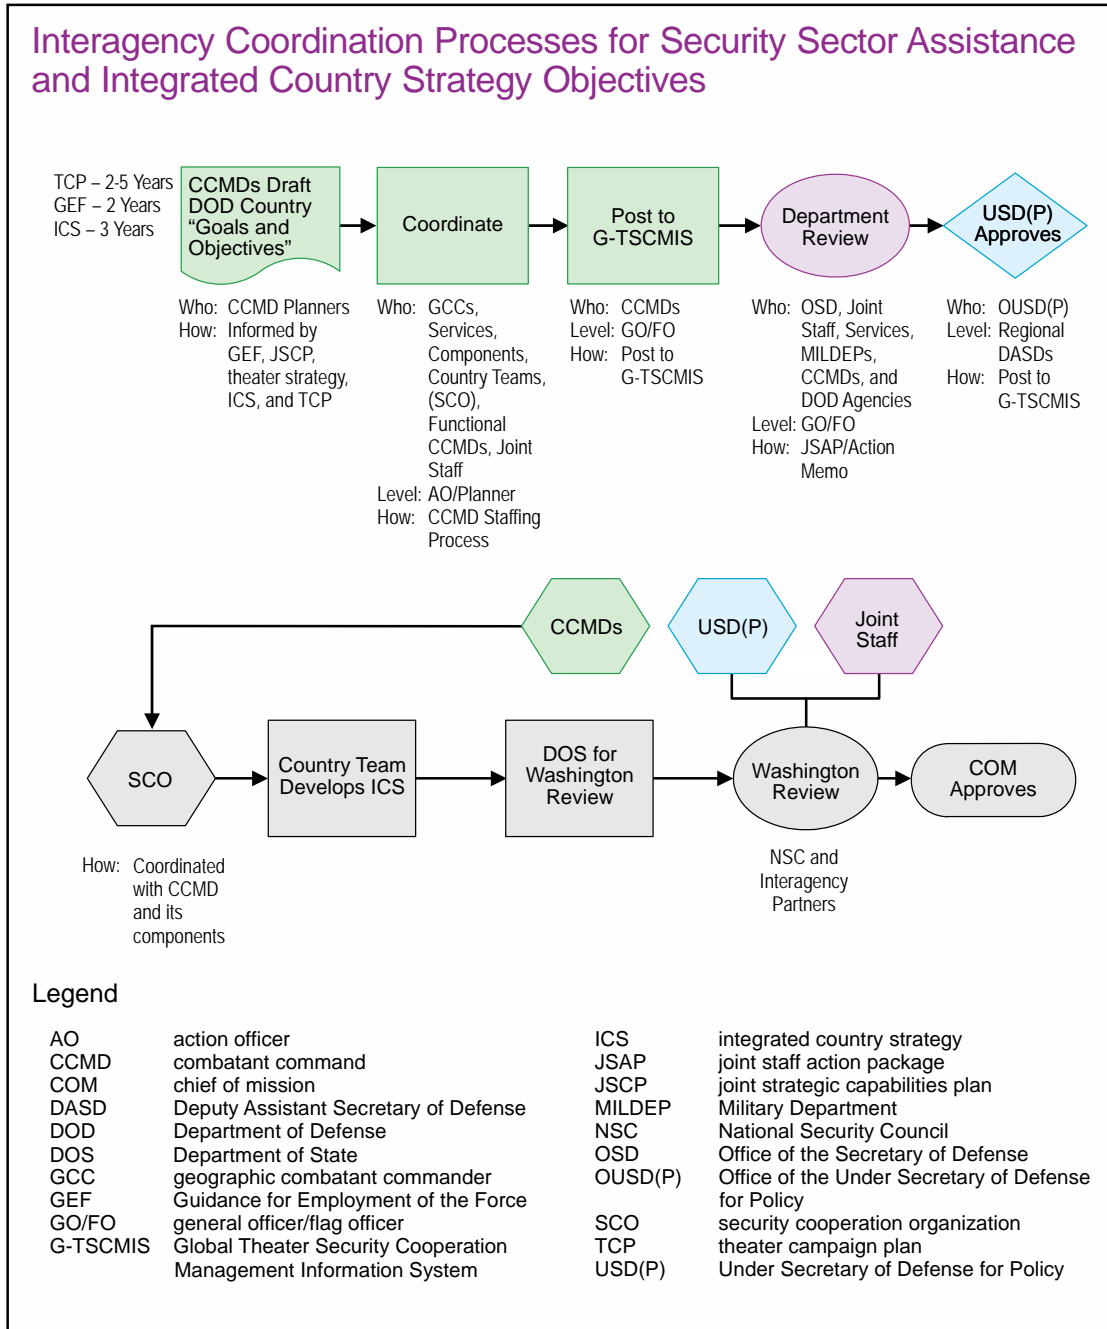 Interagency Coordination Processes for Security Sector Assistance
and Integrated Country Strategy Objectives
TCP – 2-5 Years
GEF – 2 Years
ICS – 3 Years
CCMDs Draft
DOD Country
“Goals and
Objectives”
Coordinate
Post to
G-TSCMIS
Department
Review
USD(P)
Approves
Who: CCMD Planners
How: Informed by
GEF, JSCP,
theater strategy,
ICS, and TCP
Who: GCCs,
Services,
Components,
Country Teams,
(SCO),
Functional
CCMDs, Joint
Staff
Level: AO/Planner
How: CCMD Staffing
Process
Who: CCMDs
Level: GO/FO
How: Post to
G-TSCMIS
Who: OSD, Joint
Staff, Services,
MILDEPs,
CCMDs, and
DOD Agencies
Level: GO/FO
How: JSAP/Action
Memo
Who: OUSD(P)
Level: Regional
DASDs
How: Post to
G-TSCMIS
CCMDs
USD(P)
Joint
Staff
SCO
Country Team
Develops ICS
DOS for
Washington
Review
Washington
Review
COM
Approves
How: Coordinated
with CCMD
and its
components
NSC and
Interagency
Partners
Legend
AO action officer
CCMD combatant command
COM chief of mission
DASD Deputy Assistant Secretary of Defense
DOD Department of Defense
DOS Department of State
GCC geographic combatant commander
GEF Guidance for Employment of the Force
GO/FO general officer/flag officer
G-TSCMIS Global Theater Security Cooperation
Management Information System
ICS integrated country strategy
JSAP joint staff action package
JSCP joint strategic capabilities plan
MILDEP Military Department
NSC National Security Council
OSD Office of the Secretary of Defense
OUSD(P) Office of the Under Secretary of Defense
for Policy
SCO security cooperation organization
TCP theater campaign plan
USD(P) Under Secretary of Defense for Policy